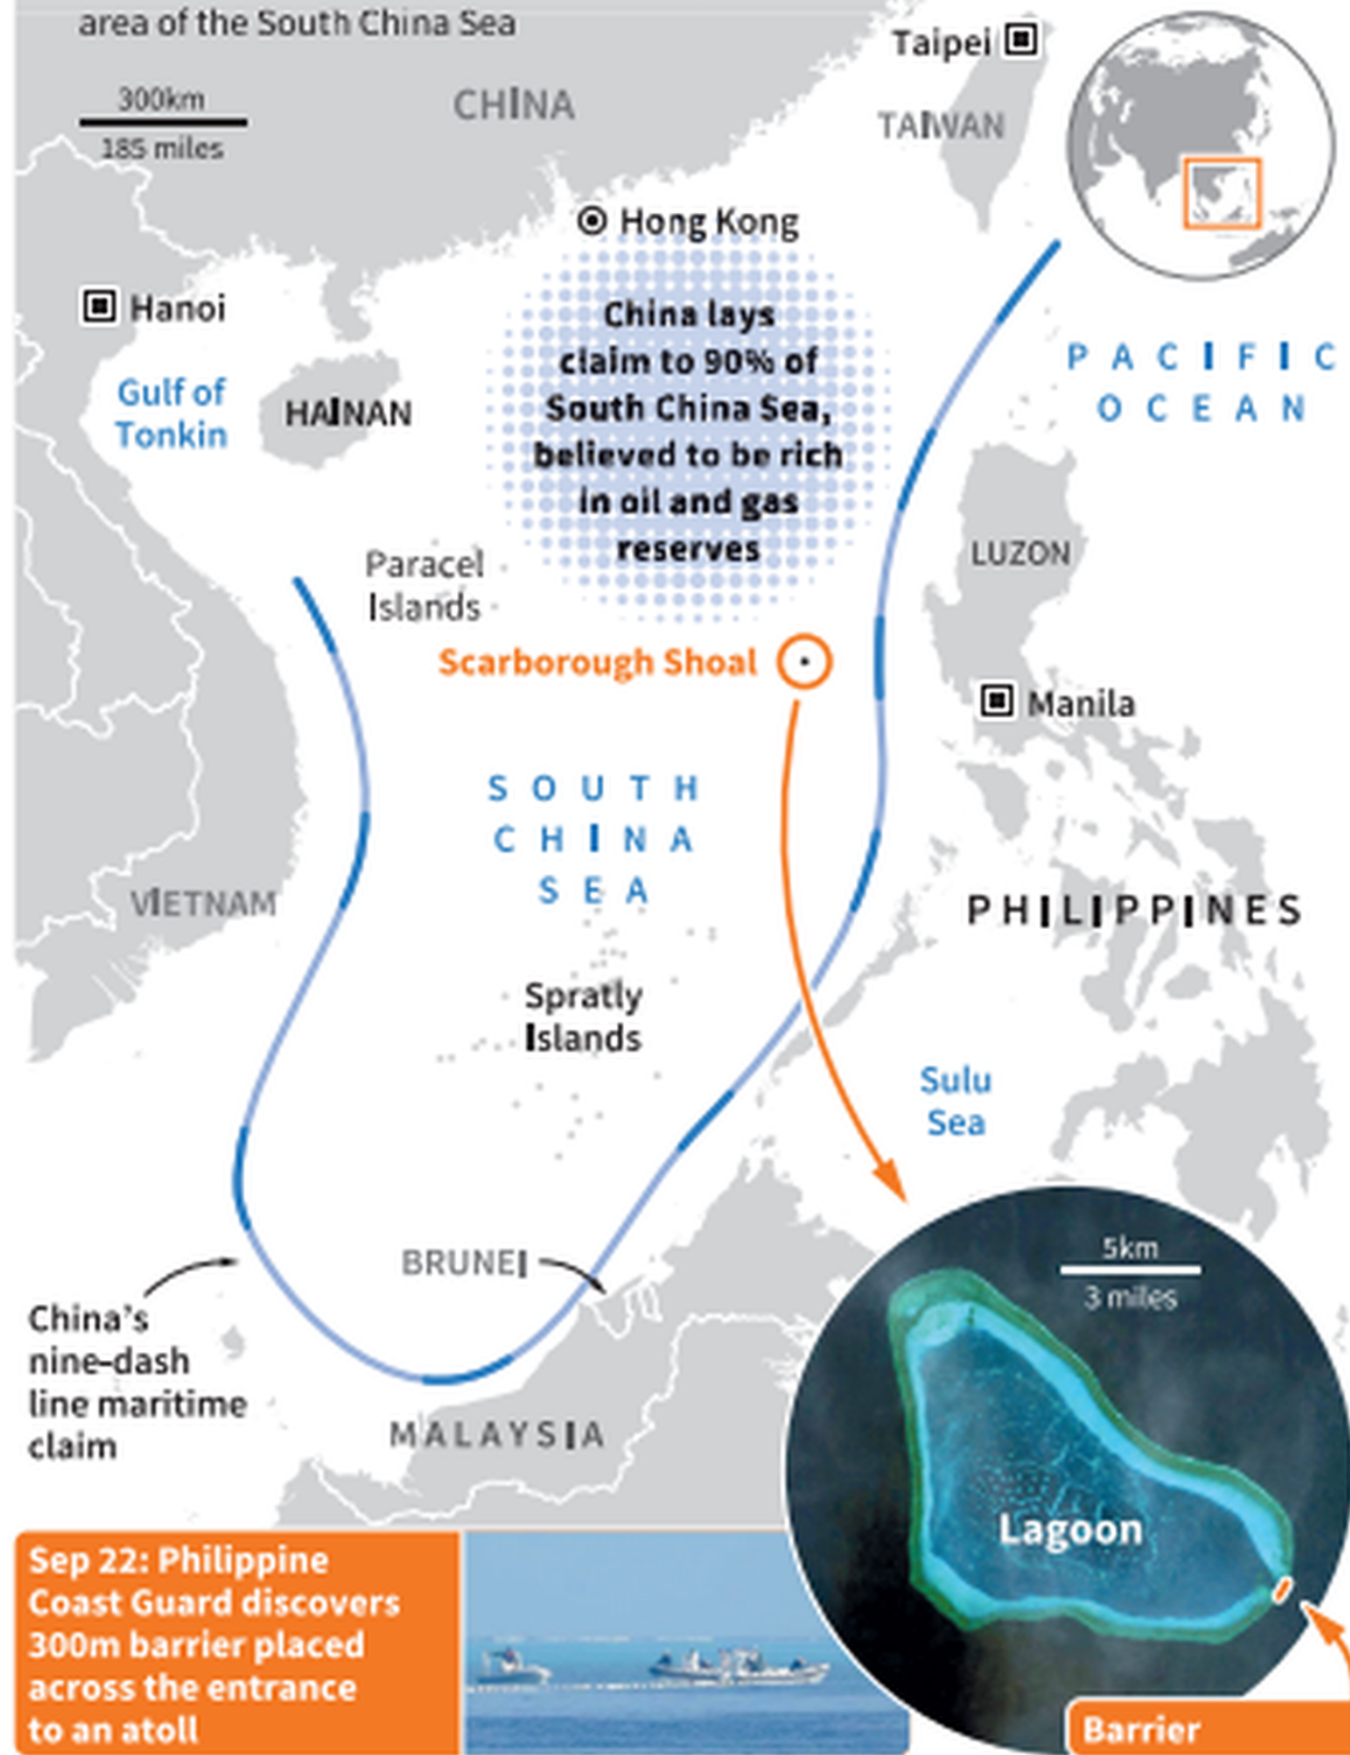 area of the South China Sea
Taipei
300km
CHINA
185 miles
TAIWAN
Hong Kong
Hanoi
China lays
claim to 90% of
South China Sea,
believed to be rich
in oil and gas
reserves
PACIFIC
OCEAN
Gulf of
Tonkin
HAINAN
LUZON
Paracel
Islands
Scarborough Shoal
Manila
SOUTH
CHINA
SEA
VIETNAM
PHILIPPINES
Spratly
Islands
Sulu
Sea
BRUNEI
5km
3 miles
China's
nine-dash
line maritime
claim
MALAYSIA
Lagoon
Sep 22: Philippine
Coast Guard discovers
300m barrier placed
across the entrance
to an atoll
Barrier